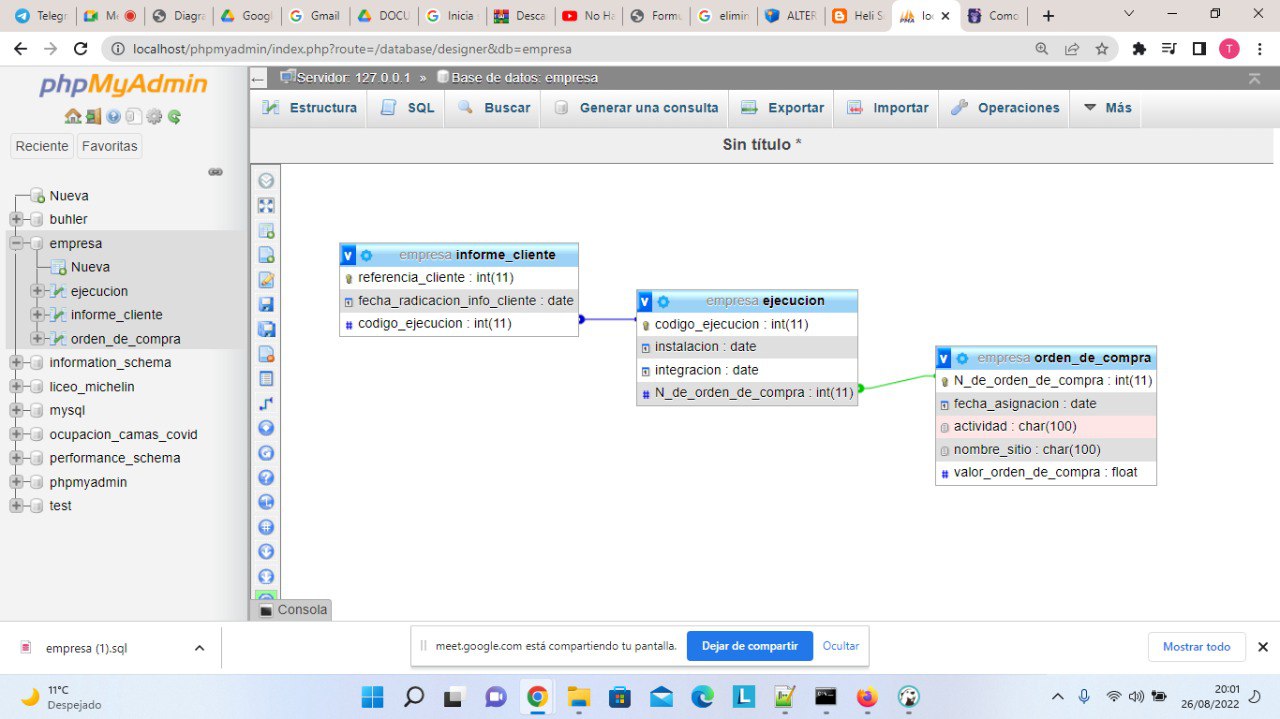 Telegr
Me
Diagra
Goog
Gmail
DOCU
Inicia
Desca
No Ha
Formu
elimin
ALTER
Heli S
loc
Como
localhost/phpmyadmin/index.php?route=/database/designer&db=empresa
T
phpMyAdmin
Reciente
Favoritas
Nueva
buhler
empresa
Nueva
ejecucion
informe_cliente
orden_de_compra
information_schema
liceo_michelin
mysql
ocupacion_camas_covid
performance_schema
phpmyadmin
test
Servidor: 127.0.0.1 » Base de datos: empresa
Estructura
SQL
Buscar
Generar una consulta
Exportar
Importar
Operaciones
Más
Sin título *
v empresa informe_cliente
referencia_cliente : int(11)
fecha_radicacion_info_cliente : date
# codigo_ejecucion : int(11)
v empresa ejecucion
codigo_ejecucion : int(11)
instalacion : date
integracion : date
# N_de_orden_de_compra : int(11)
v empresa orden_de_compra
N_de_orden_de_compra : int(11)
fecha_asignacion : date
actividad : char(100)
nombre_sitio : char(100)
# valor_orden_de_compra : float
Consola
empresa (1).sql
meet.google.com está compartiendo tu pantalla.
Dejar de compartir
Ocultar
Mostrar todo
11°C
Despejado
L
20:01